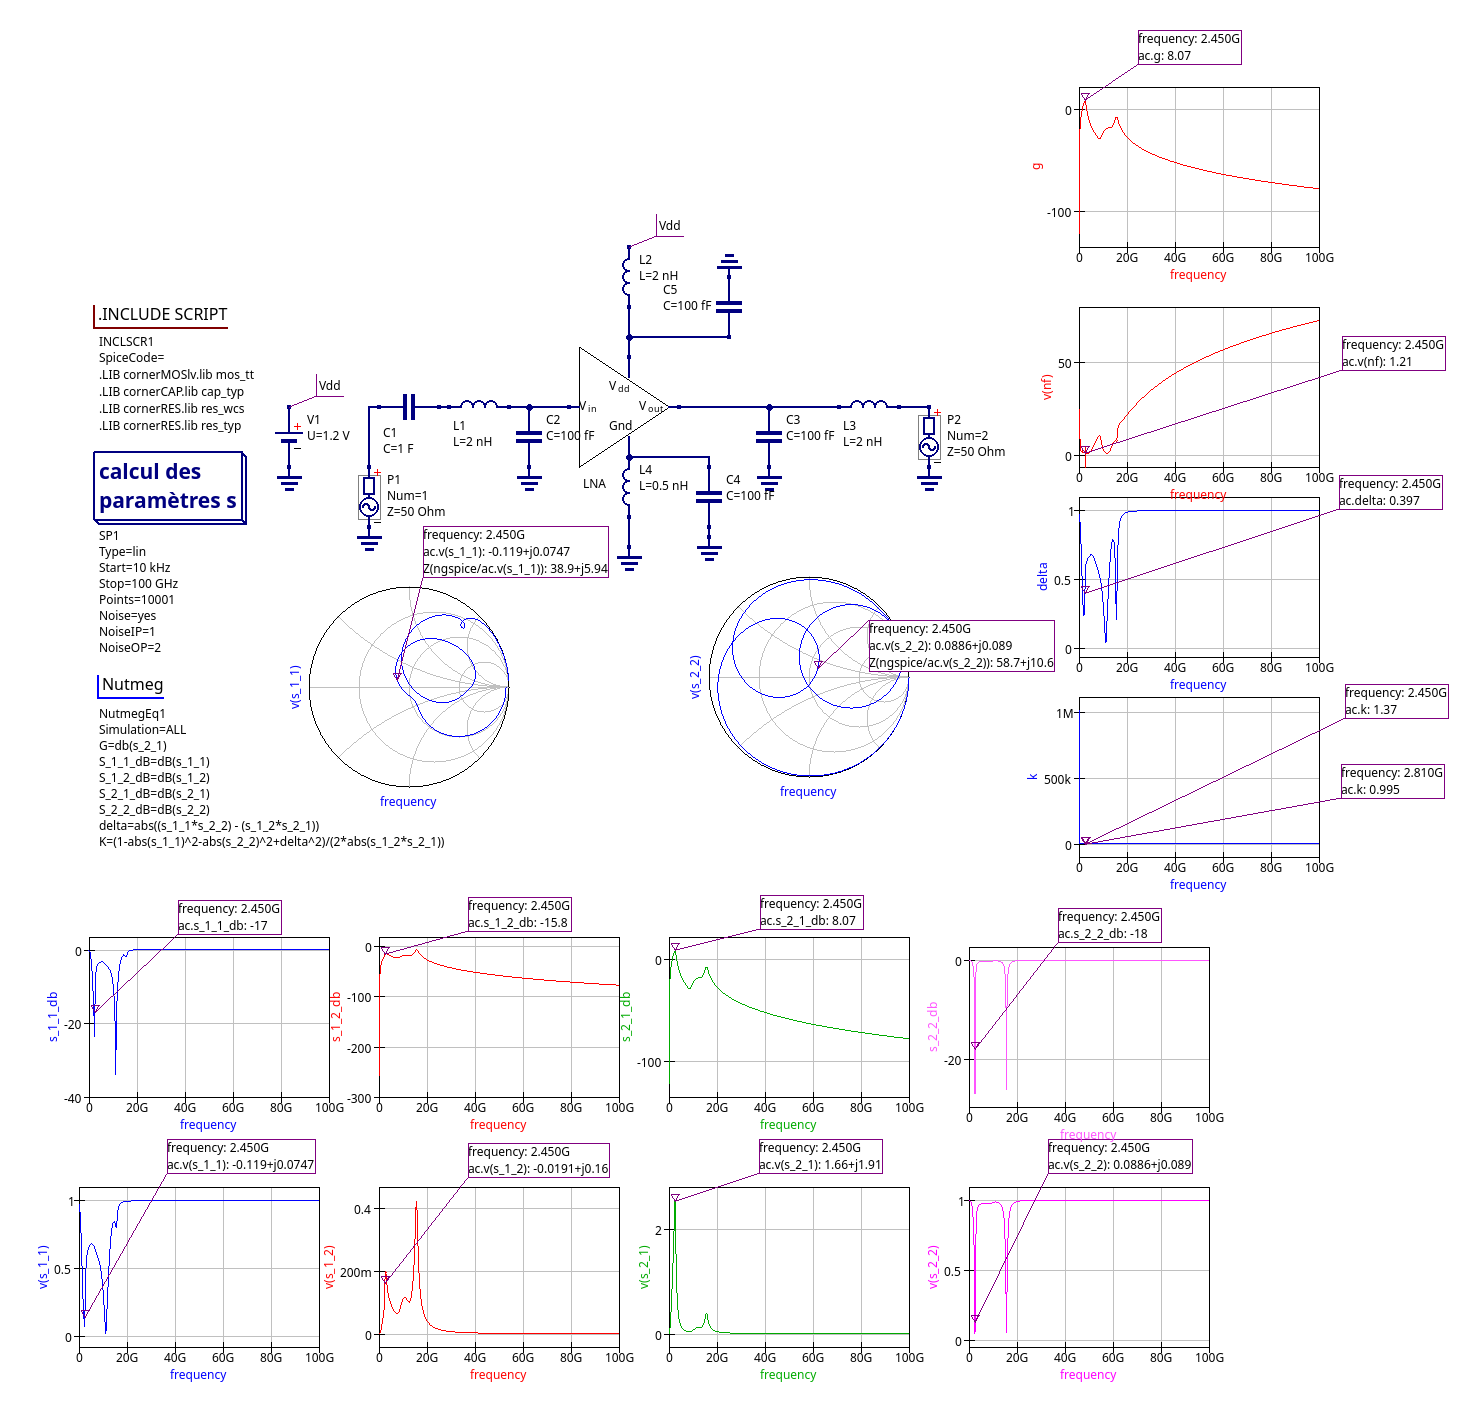 frequency: 2.450G
ac.g: 8.07
0
-100
g
0
20G
40G
60G
80G
100G
frequency
Vdd
L2
L=2 nH
C5
C=100 fF
.INCLUDE SCRIPT
INCLSCR1
SpiceCode=
.LIB cornerMOSlv.lib mos_tt
.LIB cornerCAP.lib cap_typ
.LIB cornerRES.lib res_wcs
.LIB cornerRES.lib res_typ
Vdd
V1
U=1.2 V
C1
C=1 F
L1
L=2 nH
C2
C=100 fF
Vdd
Vin
Vout
Gnd
LNA
L4
L=0.5 nH
C4
C=100 fF
C3
C=100 fF
L3
L=2 nH
P2
Num=2
Z=50 Ohm
P1
Num=1
Z=50 Ohm
50
0
v(nf)
frequency: 2.450G
ac.v(nf): 1.21
0
20G
40G
60G
80G
100G
frequency
calcul des
paramètres s
SP1
Type=lin
Start=10 kHz
Stop=100 GHz
Points=10001
Noise=yes
NoiseIP=1
NoiseOP=2
frequency: 2.450G
ac.delta: 0.397
1
0.5
0
delta
0
20G
40G
60G
80G
100G
frequency
frequency: 2.450G
ac.v(s_1_1): -0.119+j0.0747
Z(ngspice/ac.v(s_1_1)): 38.9+j5.94
v(s_1_1)
frequency
frequency: 2.450G
ac.v(s_2_2): 0.0886+j0.089
Z(ngspice/ac.v(s_2_2)): 58.7+j10.6
v(s_2_2)
frequency
Nutmeg
NutmegEq1
Simulation=ALL
G=db(s_2_1)
S_1_1_dB=dB(s_1_1)
S_1_2_dB=dB(s_1_2)
S_2_1_dB=dB(s_2_1)
S_2_2_dB=dB(s_2_2)
delta=abs((s_1_1*s_2_2) - (s_1_2*s_2_1))
K=(1-abs(s_1_1)^2-abs(s_2_2)^2+delta^2)/(2*abs(s_1_2*s_2_1))
frequency: 2.450G
ac.k: 1.37
frequency: 2.810G
ac.k: 0.995
1M
500k
0
k
0
20G
40G
60G
80G
100G
frequency
frequency: 2.450G
ac.s_1_1_db: -17
0
-20
-40
s_1_1_db
0
20G
40G
60G
80G
100G
frequency
frequency: 2.450G
ac.s_1_2_db: -15.8
0
-100
-200
-300
s_1_2_db
0
20G
40G
60G
80G
100G
frequency
frequency: 2.450G
ac.s_2_1_db: 8.07
0
-100
s_2_1_db
0
20G
40G
60G
80G
100G
frequency
frequency: 2.450G
ac.s_2_2_db: -18
0
-20
s_2_2_db
0
20G
40G
60G
80G
100G
frequency
frequency: 2.450G
ac.v(s_1_1): -0.119+j0.0747
1
0.5
0
v(s_1_1)
0
20G
40G
60G
80G
100G
frequency
frequency: 2.450G
ac.v(s_1_2): -0.0191+j0.16
0.4
200m
0
v(s_1_2)
0
20G
40G
60G
80G
100G
frequency
frequency: 2.450G
ac.v(s_2_1): 1.66+j1.91
2
0
v(s_2_1)
0
20G
40G
60G
80G
100G
frequency
frequency: 2.450G
ac.v(s_2_2): 0.0886+j0.089
1
0.5
0
v(s_2_2)
0
20G
40G
60G
80G
100G
frequency